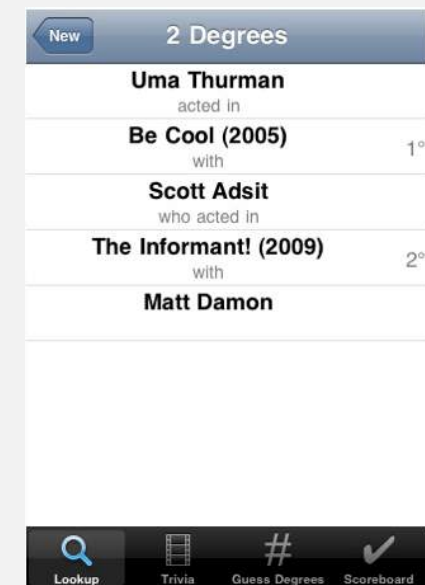 New 2 Degrees
Uma Thurman
acted in
Be Cool (2005)
1°
with
Scott Adsit
who acted in
The Informant! (2009)
2°
with
Matt Damon
Lookup Trivia Guess Degrees Scoreboard